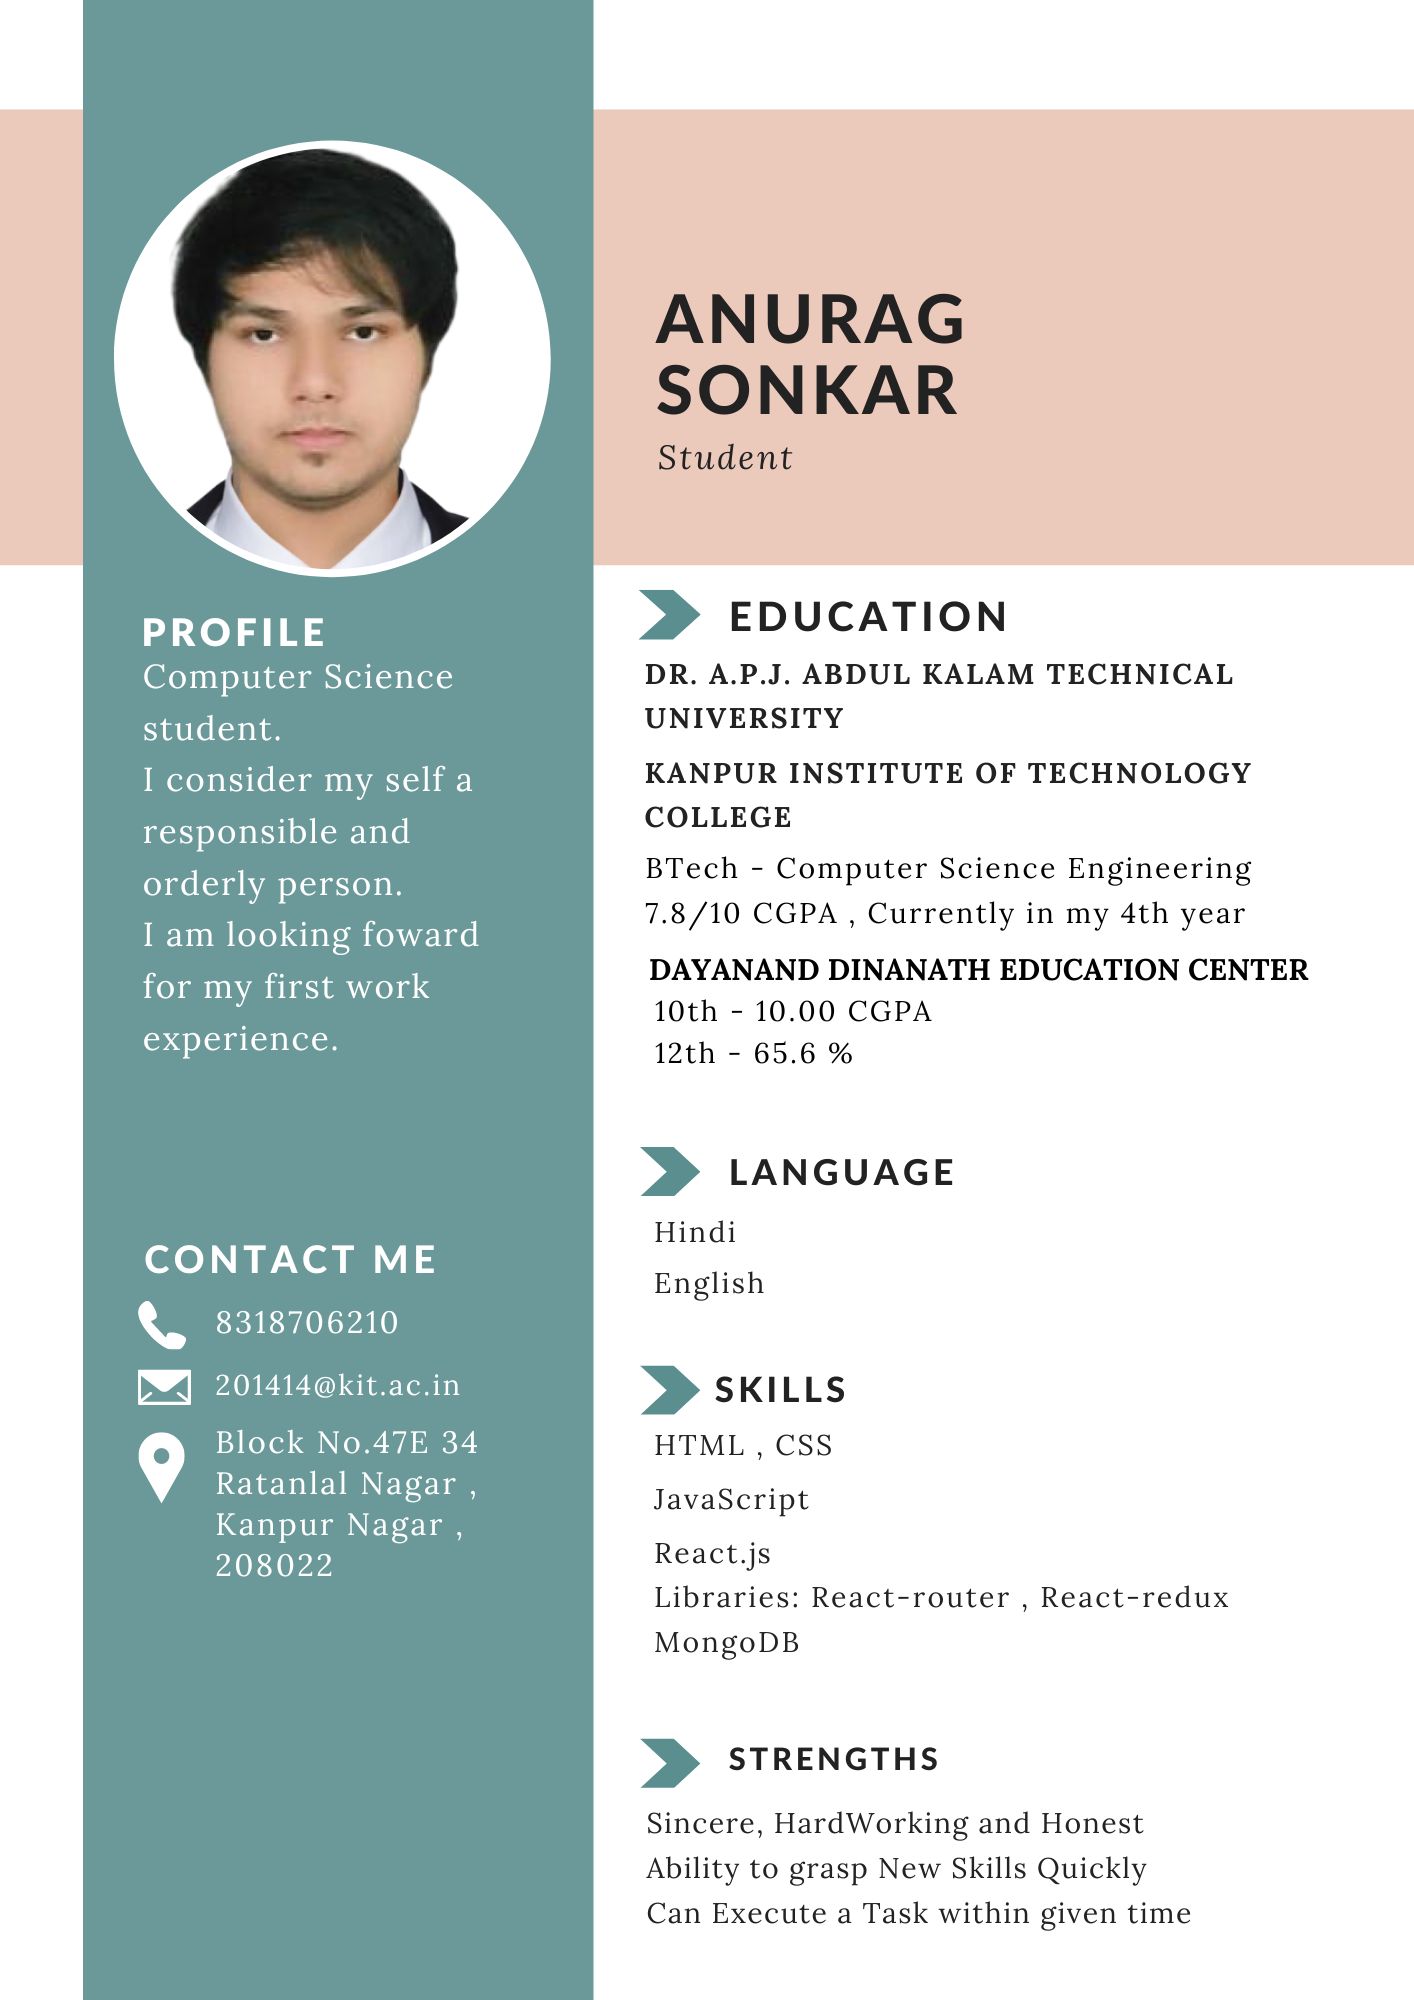 ANURAG
SONKAR
Student
PROFILE
Computer Science
student.
I consider my self a
responsible and
orderly person.
I am looking foward
for my first work
experience.
CONTACT ME
8318706210
201414@kit.ac.in
Block No.47E 34
Ratanlal Nagar ,
Kanpur Nagar ,
208022
EDUCATION
DR. A.P.J. ABDUL KALAM TECHNICAL
UNIVERSITY
KANPUR INSTITUTE OF TECHNOLOGY
COLLEGE
BTech - Computer Science Engineering
7.8/10 CGPA , Currently in my 4th year
DAYANAND DINANATH EDUCATION CENTER
10th - 10.00 CGPA
12th - 65.6 %
LANGUAGE
Hindi
English
SKILLS
HTML , CSS
JavaScript
React.js
Libraries: React-router , React-redux
MongoDB
STRENGTHS
Sincere, HardWorking and Honest
Ability to grasp New Skills Quickly
Can Execute a Task within given time